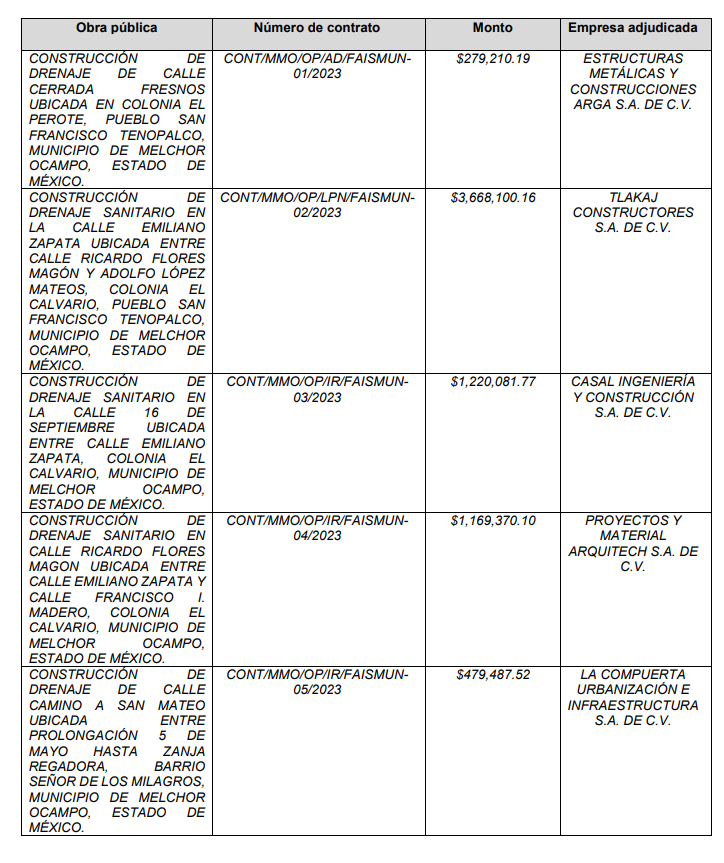 Obra pública
Número de contrato
Monto
Empresa adjudicada
CONSTRUCCIÓN DE
DRENAJE DE CALLE
CERRADA FRESNOS
UBICADA EN COLONIA EL
PEROTE, PUEBLO SAN
FRANCISCO TENOPALCO,
MUNICIPIO DE MELCHOR
OCAMPO, ESTADO DE
MÉXICO.
CONT/MMO/OP/AD/FAISMUN-
01/2023
$279,210.19
ESTRUCTURAS
METÁLICAS Y
CONSTRUCCIONES
ARGA S.A. DE C.V.
CONSTRUCCIÓN DE
DRENAJE SANITARIO EN
LA CALLE EMILIANO
ZAPATA UBICADA ENTRE
CALLE RICARDO FLORES
MAGÓN Y ADOLFO LÓPEZ
MATEOS, COLONIA EL
CALVARIO, PUEBLO SAN
FRANCISCO TENOPALCO,
MUNICIPIO DE MELCHOR
OCAMPO, ESTADO DE
MÉXICO.
CONT/MMO/OP/LPN/FAISMUN-
02/2023
$3,668,100.16
TLAKAJ
CONSTRUCTORES
S.A. DE C.V.
CONSTRUCCIÓN DE
DRENAJE SANITARIO EN
LA CALLE 16 DE
SEPTIEMBRE UBICADA
ENTRE CALLE EMILIANO
ZAPATA, COLONIA EL
CALVARIO, MUNICIPIO DE
MELCHOR OCAMPO,
ESTADO DE MÉXICO.
CONT/MMO/OP/IR/FAISMUN-
03/2023
$1,220,081.77
CASAL INGENIERÍA
Y CONSTRUCCIÓN
S.A. DE C.V.
CONSTRUCCIÓN DE
DRENAJE SANITARIO EN
CALLE RICARDO FLORES
MAGON UBICADA ENTRE
CALLE EMILIANO ZAPATA Y
CALLE FRANCISCO I.
MADERO, COLONIA EL
CALVARIO, MUNICIPIO DE
MELCHOR OCAMPO,
ESTADO DE MÉXICO.
CONT/MMO/OP/IR/FAISMUN-
04/2023
$1,169,370.10
PROYECTOS Y
MATERIAL
ARQUITECH S.A. DE
C.V.
CONSTRUCCIÓN DE
DRENAJE DE CALLE
CAMINO A SAN MATEO
UBICADA ENTRE
PROLONGACIÓN 5 DE
MAYO HASTA ZANJA
REGADORA, BARRIO
SEÑOR DE LOS MILAGROS,
MUNICIPIO DE MELCHOR
OCAMPO, ESTADO DE
MÉXICO.
CONT/MMO/OP/IR/FAISMUN-
05/2023
$479,487.52
LA COMPUERTA
URBANIZACIÓN E
INFRAESTRUCTURA
S.A. DE C.V.